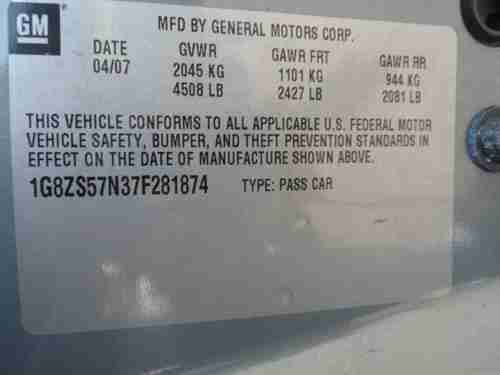 GM
MFD BY GENERAL MOTORS CORP.
DATE GVWR GAWR FRT GAWR RR
04/07 2045 KG 1101 KG 944 KG
4508 LB 2427 LB 2081 LB
THIS VEHICLE CONFORMS TO ALL APPLICABLE U.S. FEDERAL MOTOR
VEHICLE SAFETY, BUMPER, AND THEFT PREVENTION STANDARDS IN
EFFECT ON THE DATE OF MANUFACTURE SHOWN ABOVE.
1G8ZS57N37F281874 TYPE: PASS CAR